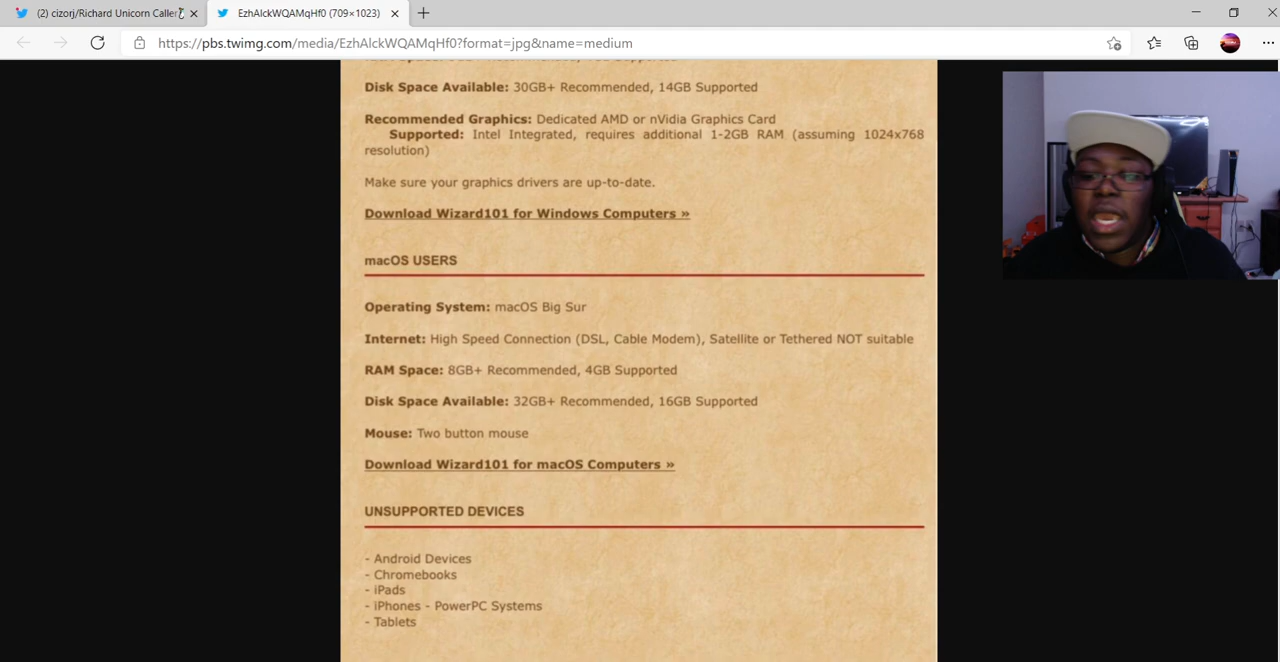 (2) cizorj/Richard Unicorn Caller
EzhAlckWQAMqHf0 (709×1023)
https://pbs.twimg.com/media/EzhAlckWQAMqHf0?format=jpg&name=medium
Disk Space Available: 30GB+ Recommended, 14GB Supported
Recommended Graphics: Dedicated AMD or nVidia Graphics Card
Supported: Intel Integrated, requires additional 1-2GB RAM (assuming 1024x768
resolution)
Make sure your graphics drivers are up-to-date.
Download Wizard101 for Windows Computers »
macOS USERS
Operating System: macOS Big Sur
Internet: High Speed Connection (DSL, Cable Modem), Satellite or Tethered NOT suitable
RAM Space: 8GB+ Recommended, 4GB Supported
Disk Space Available: 32GB+ Recommended, 16GB Supported
Mouse: Two button mouse
Download Wizard101 for macOS Computers »
UNSUPPORTED DEVICES
- Android Devices
- Chromebooks
- iPads
- iPhones - PowerPC Systems
- Tablets